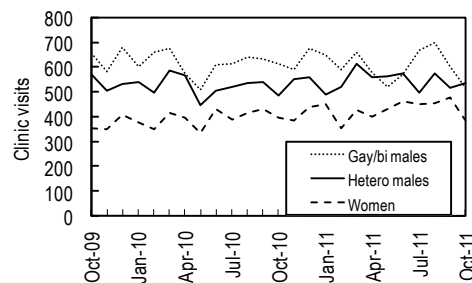 800
700
600
500
400
300
200
100
0
Clinic visits
Gay/bi males
Hetero males
Women
Oct-09
Jan-10
Apr-10
Jul-10
Oct-10
Jan-11
Apr-11
Jul-11
Oct-11